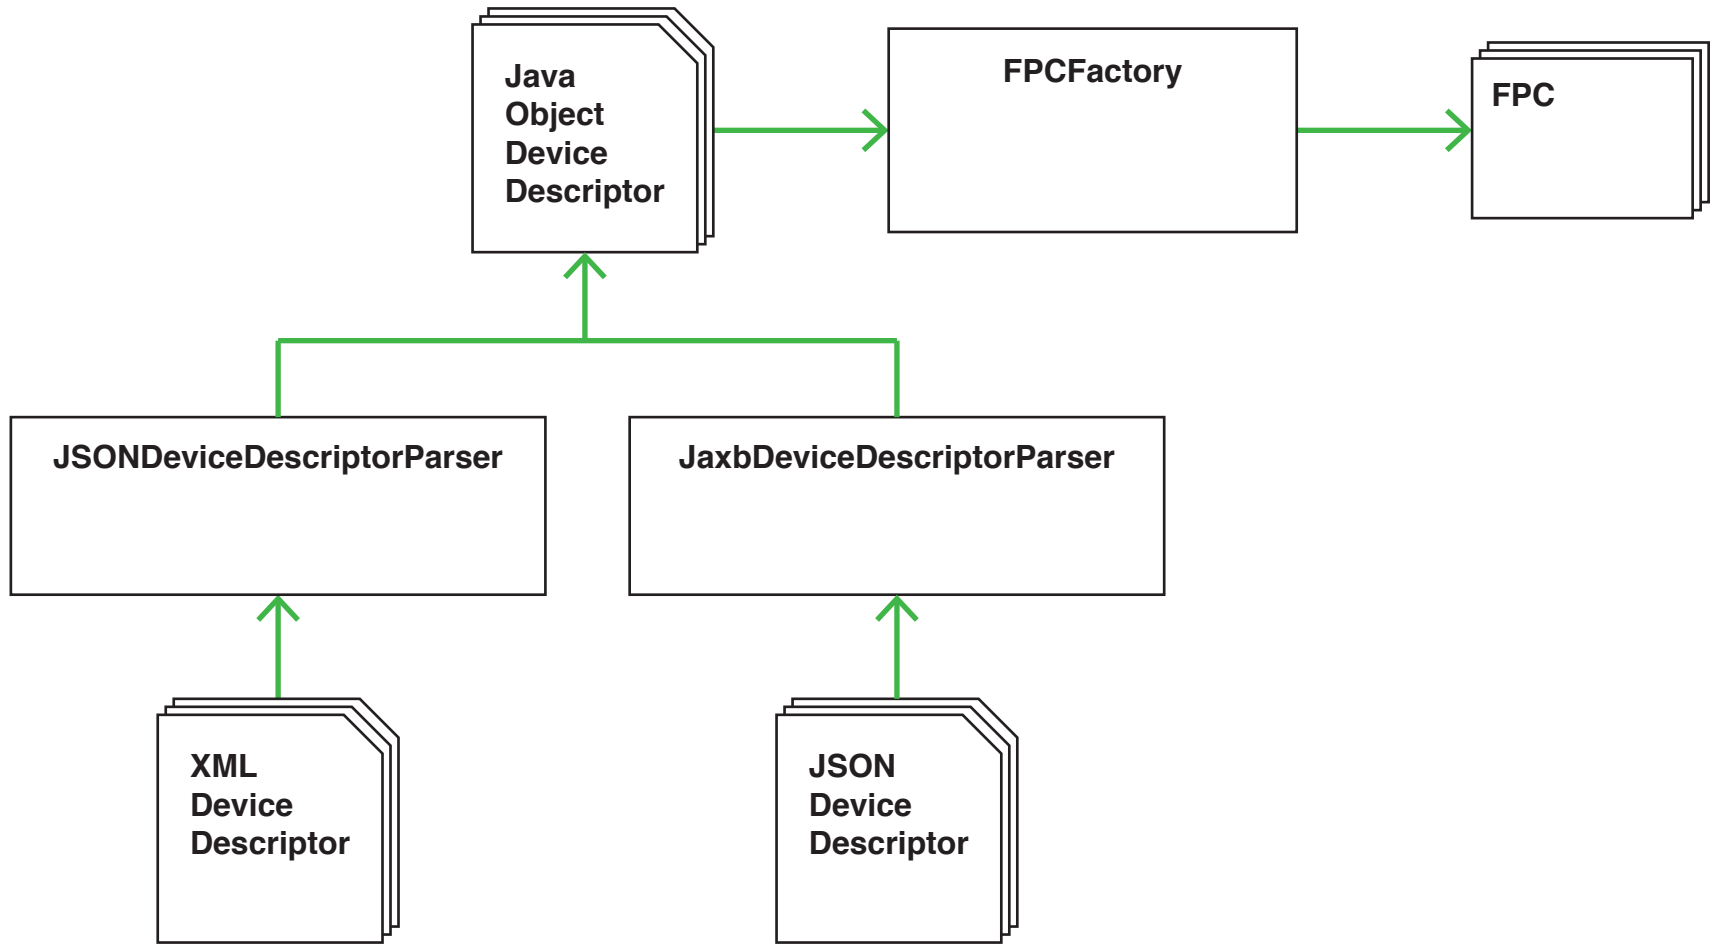 Java
Object
Device
Descriptor
FPCFactory
FPC
JSONDeviceDescriptorParser
JaxbDeviceDescriptorParser
XML
Device
Descriptor
JSON
Device
Descriptor